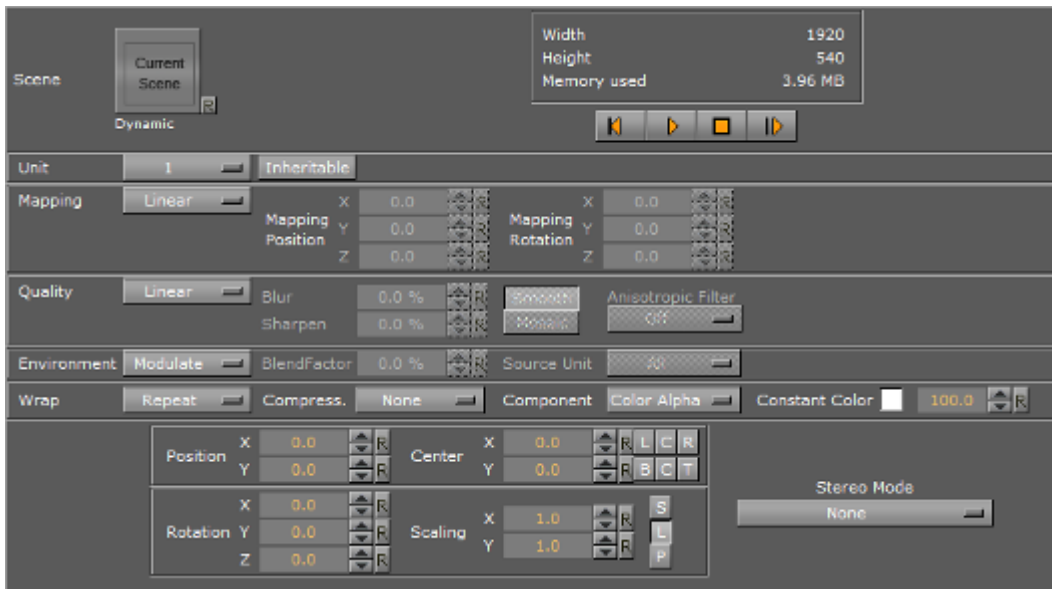 Width 1920
Height 540
Memory used 3.96 MB
Scene
Current
Scene
R
Dynamic
Unit 1 Inheritable
Mapping Linear
Mapping
Position
X 0.0 R
Y 0.0 R
Z 0.0 R
Mapping
Rotation
X 0.0 R
Y 0.0 R
Z 0.0 R
Quality Linear Blur 0.0 % R Smooth Anisotropic Filter
Sharpen 0.0 % R Mosaic Off
Environment Modulate BlendFactor 0.0 % R Source Unit
Wrap Repeat Compress. None Component Color Alpha Constant Color 100.0 R
Position
X 0.0 R
Y 0.0 R
Center
X 0.0 R L C R
Y 0.0 R B C T
Rotation
X 0.0 R
Y 0.0 R
Z 0.0 R
Scaling
X 1.0 R
Y 1.0 R
S
L
P
Stereo Mode
None